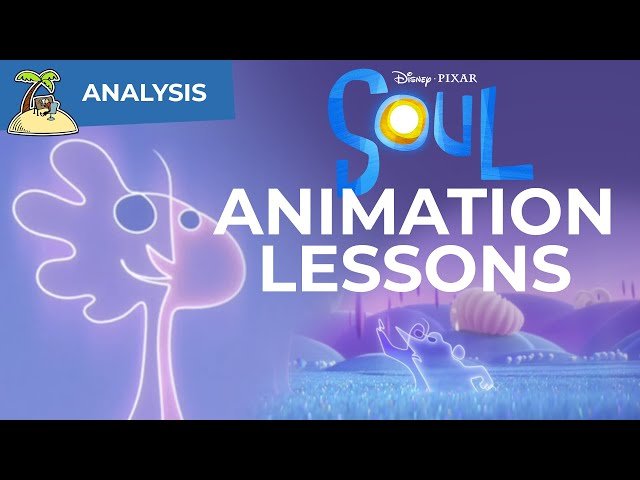 ANALYSIS
DISNEY · PIXAR
SOUL
ANIMATION
LESSONS